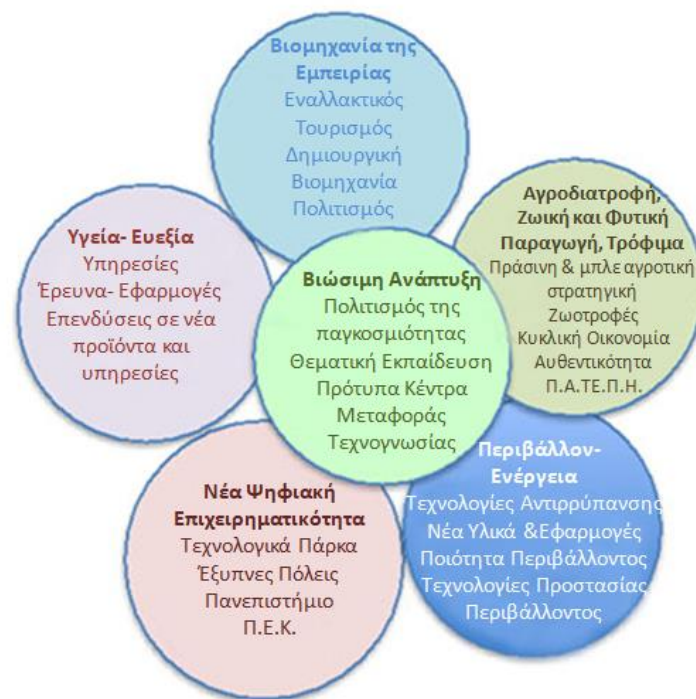 Βιομηχανία της
Εμπειρίας
Εναλλακτικός
Τουρισμός
Δημιουργική
Βιομηχανία
Πολιτισμός
Αγροδιατροφή,
Ζωική και Φυτική
Παραγωγή, Τρόφιμα
Πράσινη & μπλε αγροτική
στρατηγική
Ζωοτροφές
Κυκλική Οικονομία
Αυθεντικότητα
Π.Α.ΤΕ.Π.Η.
Υγεία- Ευεξία
Υπηρεσίες
Έρευνα- Εφαρμογές
Επενδύσεις σε νέα
προϊόντα και
υπηρεσίες
Βιώσιμη Ανάπτυξη
Πολιτισμός της
παγκοσμιότητας
Θεματική Εκπαίδευση
Πρότυπα Κέντρα
Μεταφοράς
Τεχνογνωσίας
Περιβάλλον-
Ενέργεια
Τεχνολογίες Αντιρρύπανσης
Νέα Υλικά &Εφαρμογές
Ποιότητα Περιβάλλοντος
Τεχνολογίες Προστασίας
Περιβάλλοντος
Νέα Ψηφιακή
Επιχειρηματικότητα
Τεχνολογικά Πάρκα
Έξυπνες Πόλεις
Πανεπιστήμιο
Π.Ε.Κ.